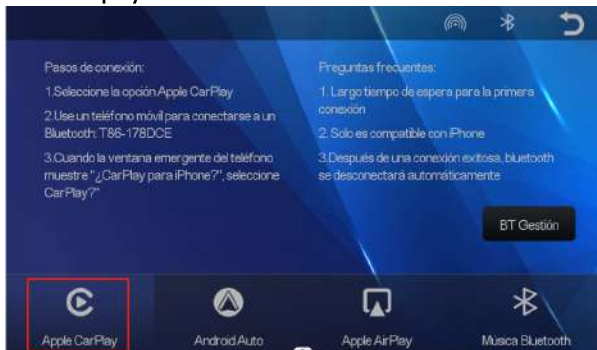 Pasos de conexión:
1.Seleccione la opción Apple CarPlay
2.Use un teléfono móvil para conectarse a un
Bluetooth: T86-178DCE
3.Cuando la ventana emergente del teléfono
muestre "¿CarPlay para iPhone?", seleccione
CarPlay?"
Preguntas frecuentes:
1. Largo tiempo de espera para la primera
conexión
2. Solo es compatible con iPhone
3.Después de una conexión exitosa, bluetooth
se desconectará automáticamente
BT Gestión
Apple CarPlay
Android Auto
Apple AirPlay
Música Bluetooth